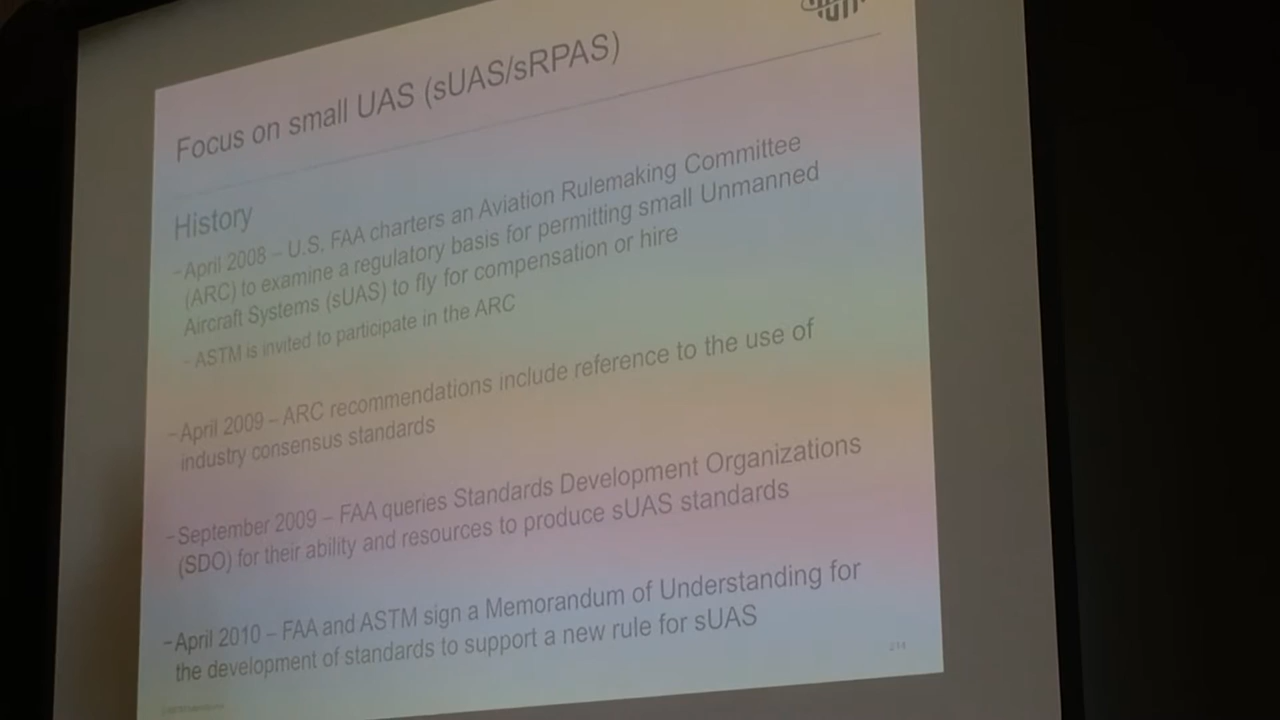 Focus on small UAS (sUAS/sRPAS)
History
–April 2008 – U.S. FAA charters an Aviation Rulemaking Committee
(ARC) to examine a regulatory basis for permitting small Unmanned
Aircraft Systems (sUAS) to fly for compensation or hire
– ASTM is invited to participate in the ARC
–April 2009 – ARC recommendations include reference to the use of
industry consensus standards
–September 2009 – FAA queries Standards Development Organizations
(SDO) for their ability and resources to produce sUAS standards
–April 2010 – FAA and ASTM sign a Memorandum of Understanding for
the development of standards to support a new rule for sUAS